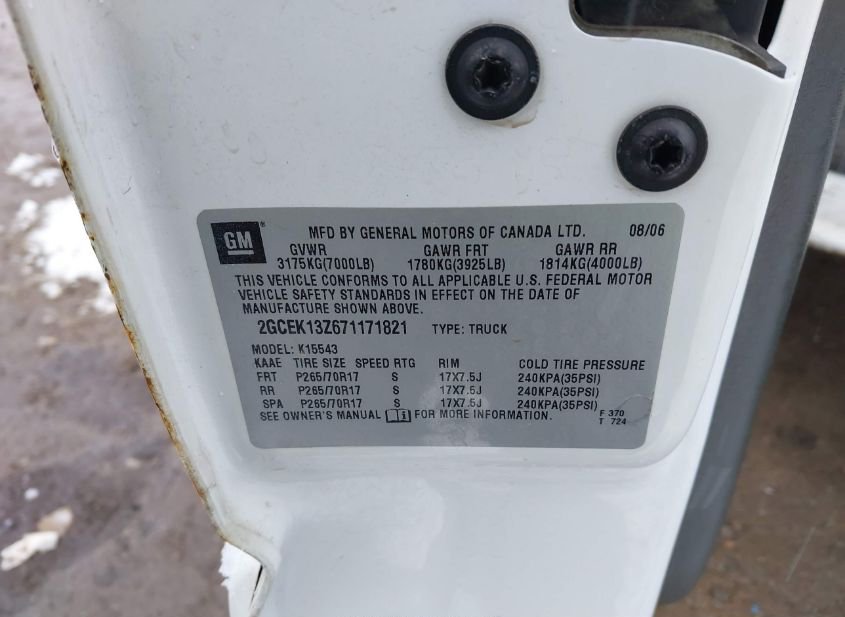 GM ® MFD BY GENERAL MOTORS OF CANADA LTD. 08/06
GVWR GAWR FRT GAWR RR
3175KG(7000LB) 1780KG(3925LB) 1814KG(4000LB)
THIS VEHICLE CONFORMS TO ALL APPLICABLE U.S. FEDERAL MOTOR
VEHICLE SAFETY STANDARDS IN EFFECT ON THE DATE OF
MANUFACTURE SHOWN ABOVE.
2GCEK13Z671171821 TYPE: TRUCK
MODEL: K15543
KAAE TIRE SIZE SPEED RTG RIM COLD TIRE PRESSURE
FRT P265/70R17 S 17X7.5J 240KPA(35PSI)
RR P265/70R17 S 17X7.5J 240KPA(35PSI)
SPA P265/70R17 S 17X7.5J 240KPA(35PSI)
SEE OWNER'S MANUAL FOR MORE INFORMATION. F 370
T 724